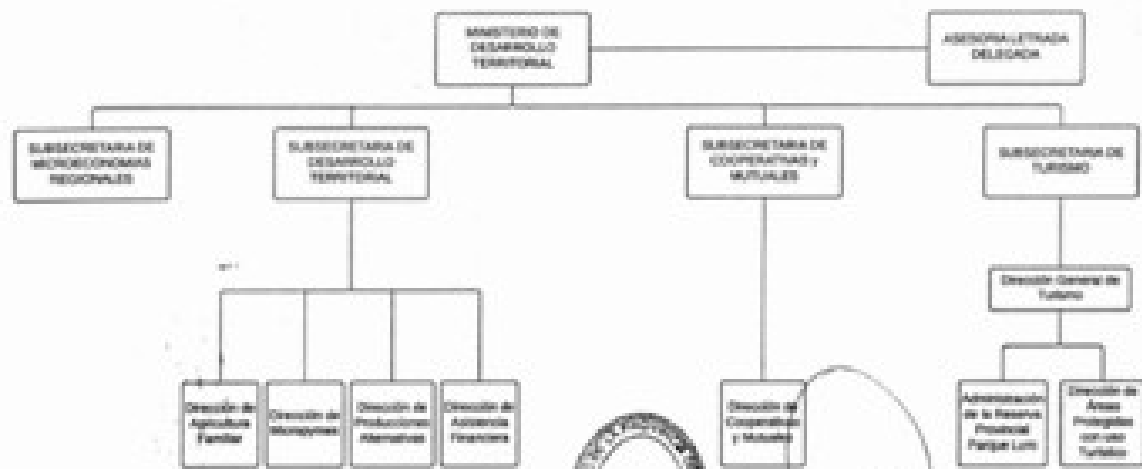 MINISTERIO DE
DESARROLLO
TERRITORIAL
ASESORIA LETRADA
DELEGADA
SUBSECRETARIA DE
MICROECONOMIAS
REGIONALES
SUBSECRETARIA DE
DESARROLLO
TERRITORIAL
SUBSECRETARIA DE
COOPERATIVAS y
MUTUALES
SUBSECRETARIA DE
TURISMO
Dirección General de
Turismo
Dirección de
Agricultura
Familiar
Dirección de
Micropymes
Dirección de
Producciones
Alternativas
Dirección de
Asistencia
Financiera
Dirección de
Cooperativas
y Mutuales
Administración
de la Reserva
Provincial
Parque Luro
Dirección de
Áreas
Protegidas
con uso
Turístico